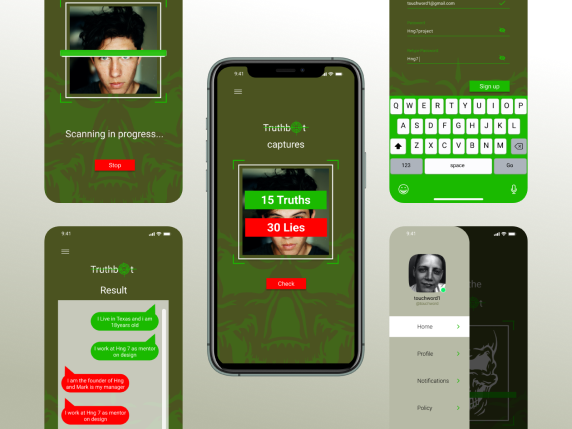 Scanning in progress...
Stop
9:41
Truthb t
captures
15 Truths
30 Lies
Check
touchword1@gmail.com
Hng7project
Hng7
Sign up
Q W E R T Y U I O P
A S D F G H J K L
Z X C V B N M
123 space Go
9:41
Truthb t
Result
I Live in Texas and i am
19years old
I work at Hng 7 as mentor
on design
I am the founder of Hng
and Mark is my manager
I work at Hng 7 as mentor
on design
9:41
touchword1
Home
Profile
Notifications
Policy
the
t